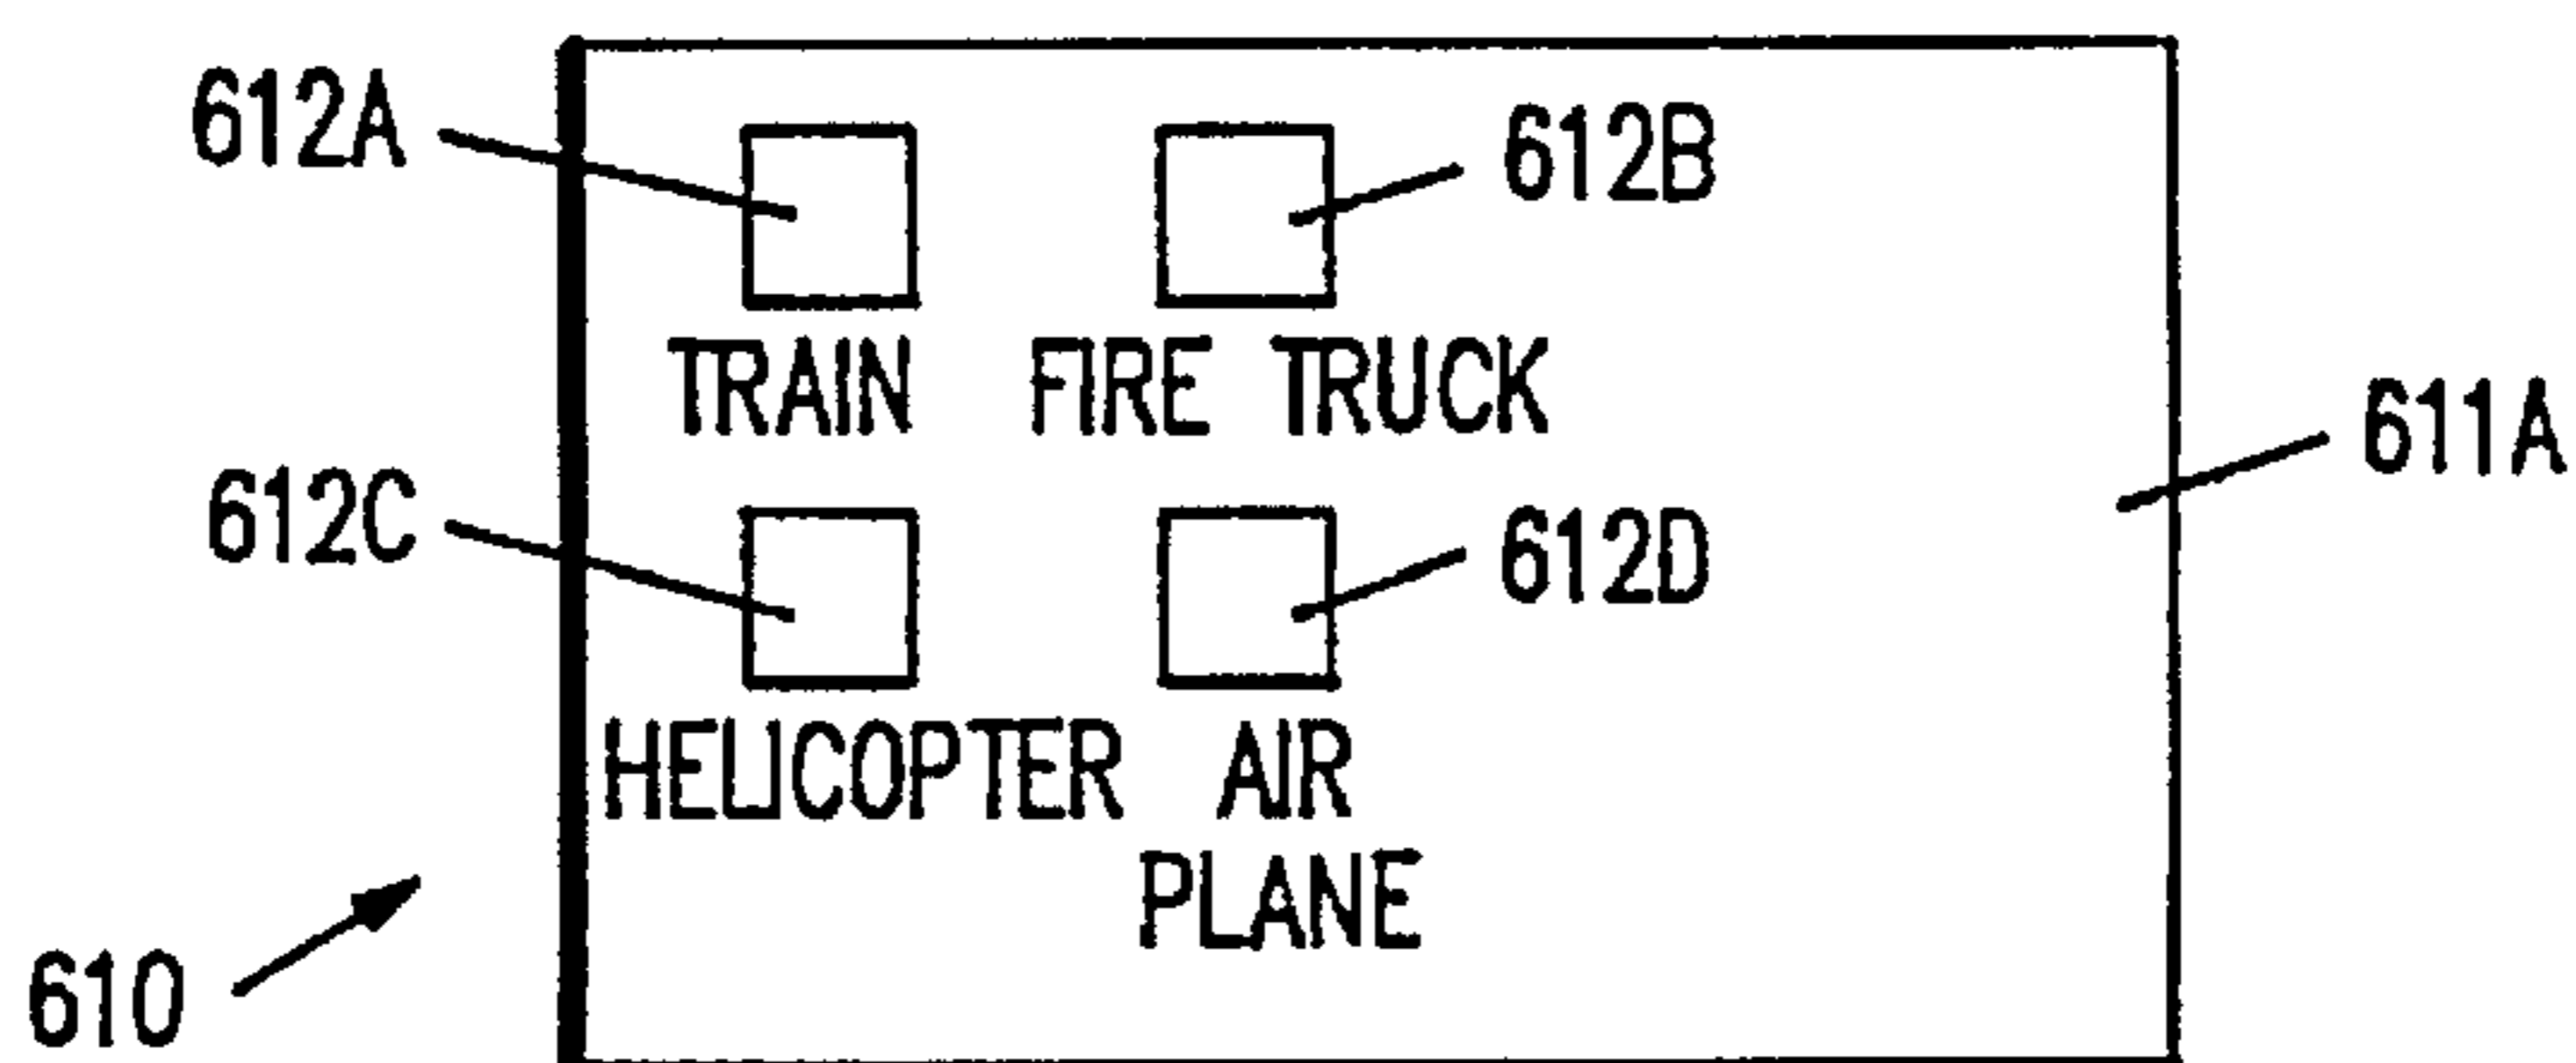 612A
612B
TRAIN
FIRE TRUCK
611A
612C
612D
HELICOPTER
AIR
PLANE
610